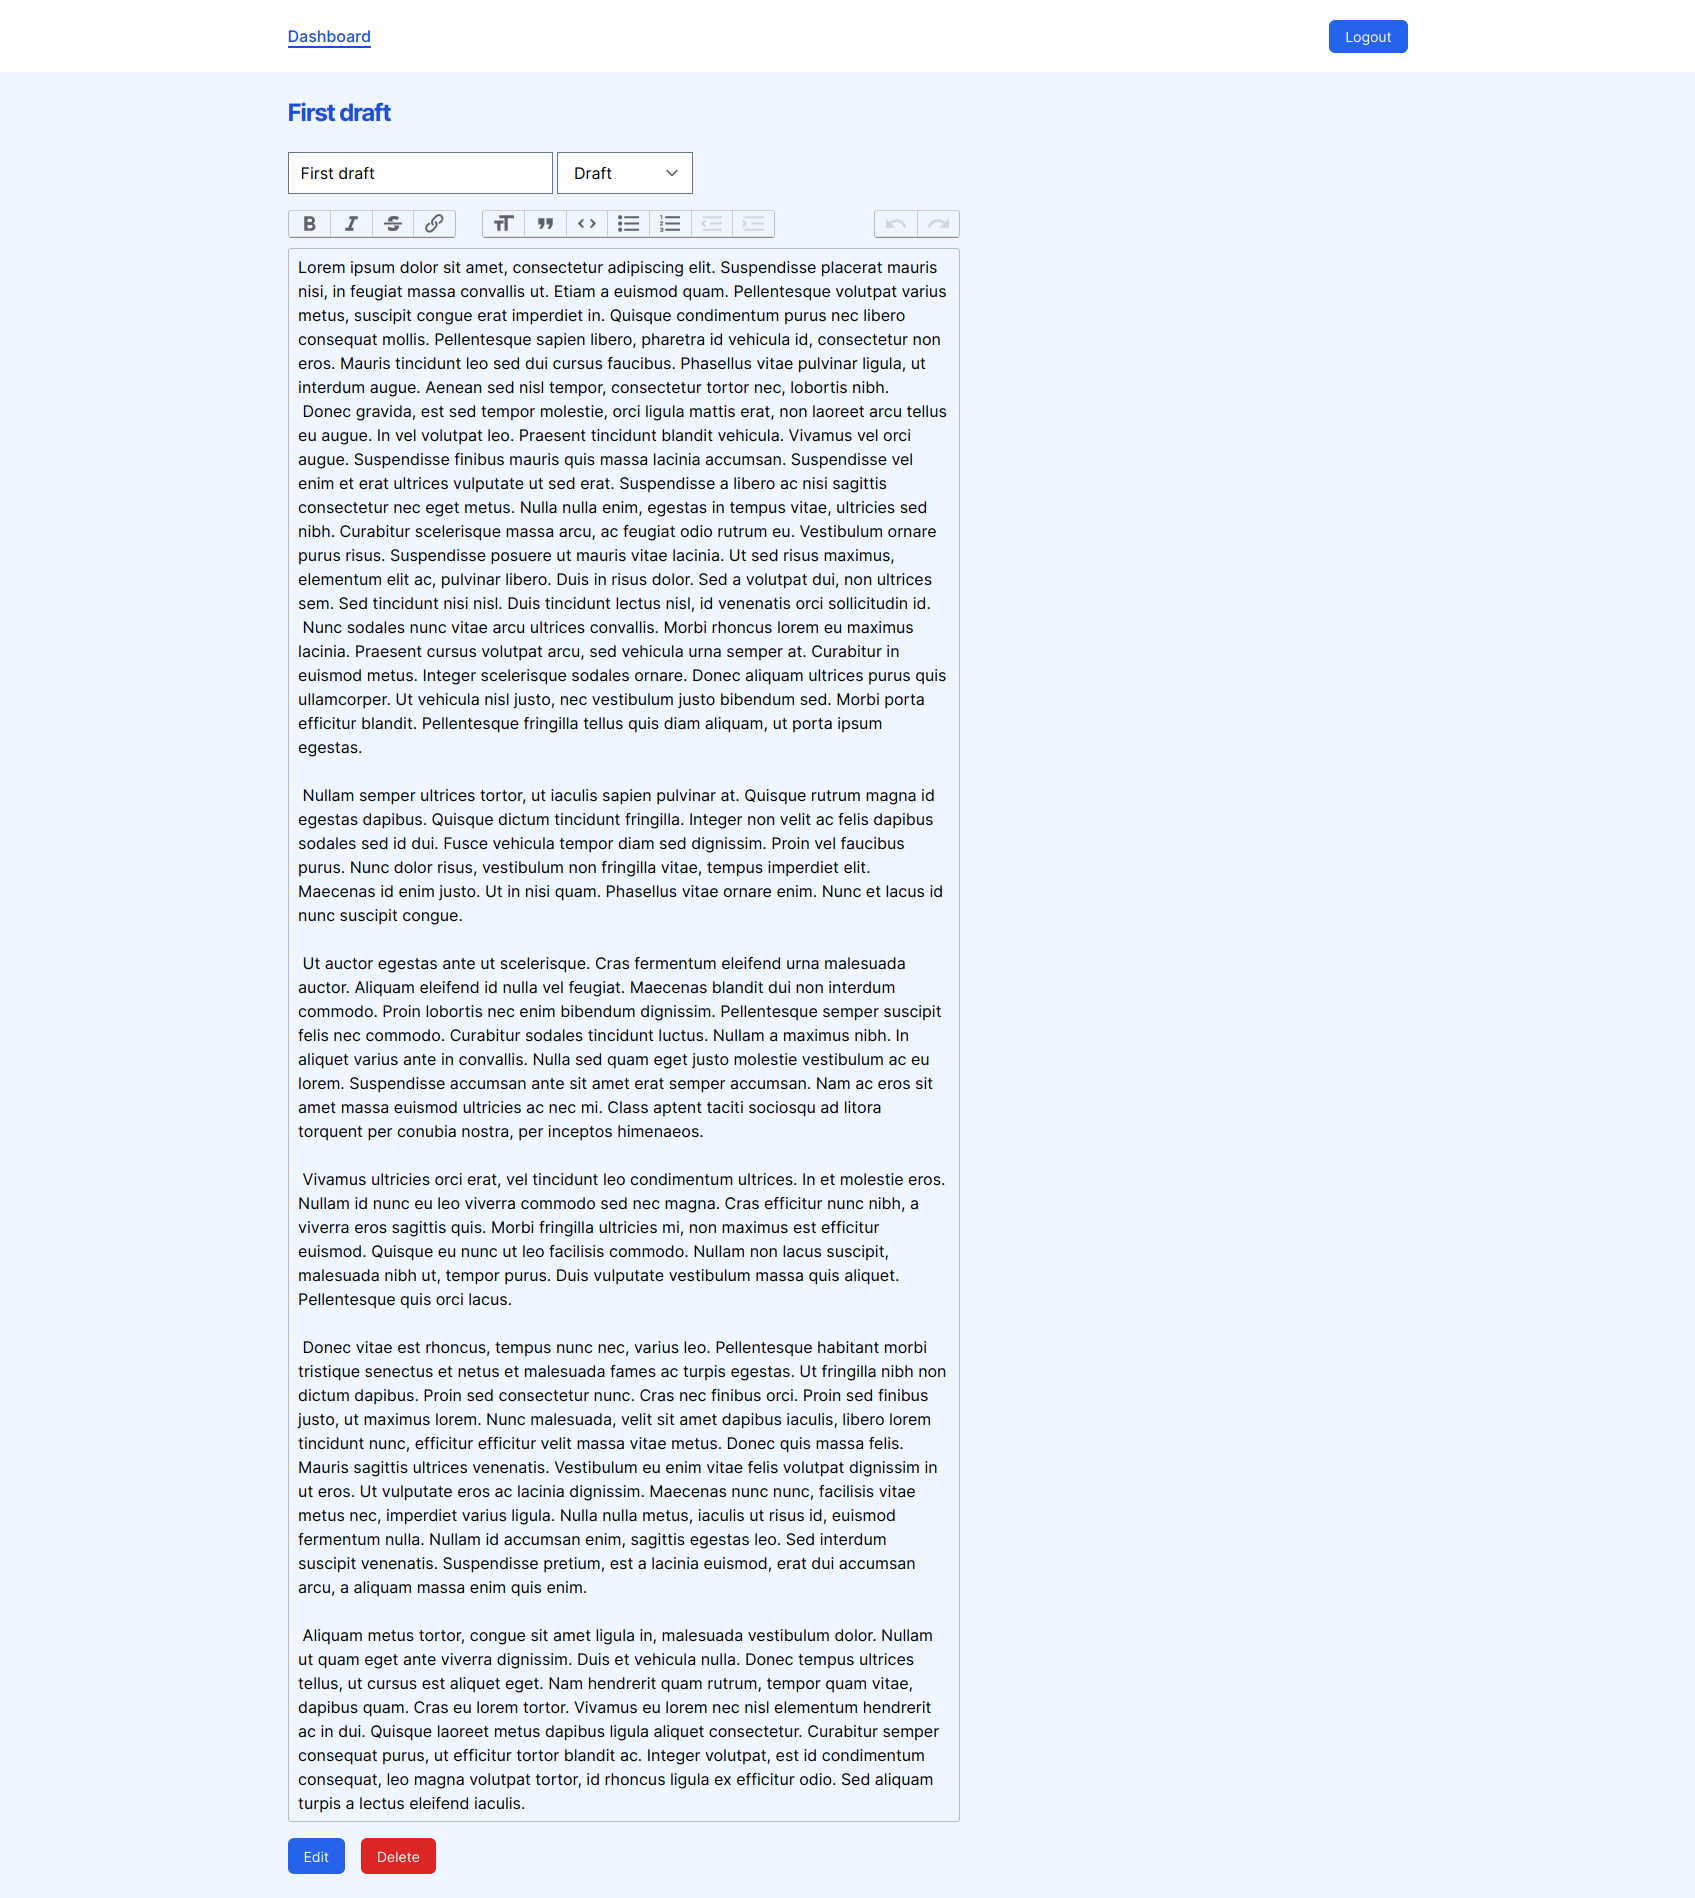 Dashboard
Logout
First draft
First draft
Draft
Lorem ipsum dolor sit amet, consectetur adipiscing elit. Suspendisse placerat mauris
nisi, in feugiat massa convallis ut. Etiam a euismod quam. Pellentesque volutpat varius
metus, suscipit congue erat imperdiet in. Quisque condimentum purus nec libero
consequat mollis. Pellentesque sapien libero, pharetra id vehicula id, consectetur non
eros. Mauris tincidunt leo sed dui cursus faucibus. Phasellus vitae pulvinar ligula, ut
interdum augue. Aenean sed nisl tempor, consectetur tortor nec, lobortis nibh.
Donec gravida, est sed tempor molestie, orci ligula mattis erat, non laoreet arcu tellus
eu augue. In vel volutpat leo. Praesent tincidunt blandit vehicula. Vivamus vel orci
augue. Suspendisse finibus mauris quis massa lacinia accumsan. Suspendisse vel
enim et erat ultrices vulputate ut sed erat. Suspendisse a libero ac nisi sagittis
consectetur nec eget metus. Nulla nulla enim, egestas in tempus vitae, ultricies sed
nibh. Curabitur scelerisque massa arcu, ac feugiat odio rutrum eu. Vestibulum ornare
purus risus. Suspendisse posuere ut mauris vitae lacinia. Ut sed risus maximus,
elementum elit ac, pulvinar libero. Duis in risus dolor. Sed a volutpat dui, non ultrices
sem. Sed tincidunt nisi nisl. Duis tincidunt lectus nisl, id venenatis orci sollicitudin id.
Nunc sodales nunc vitae arcu ultrices convallis. Morbi rhoncus lorem eu maximus
lacinia. Praesent cursus volutpat arcu, sed vehicula urna semper at. Curabitur in
euismod metus. Integer scelerisque sodales ornare. Donec aliquam ultrices purus quis
ullamcorper. Ut vehicula nisl justo, nec vestibulum justo bibendum sed. Morbi porta
efficitur blandit. Pellentesque fringilla tellus quis diam aliquam, ut porta ipsum
egestas.
Nullam semper ultrices tortor, ut iaculis sapien pulvinar at. Quisque rutrum magna id
egestas dapibus. Quisque dictum tincidunt fringilla. Integer non velit ac felis dapibus
sodales sed id dui. Fusce vehicula tempor diam sed dignissim. Proin vel faucibus
purus. Nunc dolor risus, vestibulum non fringilla vitae, tempus imperdiet elit.
Maecenas id enim justo. Ut in nisi quam. Phasellus vitae ornare enim. Nunc et lacus id
nunc suscipit congue.
Ut auctor egestas ante ut scelerisque. Cras fermentum eleifend urna malesuada
auctor. Aliquam eleifend id nulla vel feugiat. Maecenas blandit dui non interdum
commodo. Proin lobortis nec enim bibendum dignissim. Pellentesque semper suscipit
felis nec commodo. Curabitur sodales tincidunt luctus. Nullam a maximus nibh. In
aliquet varius ante in convallis. Nulla sed quam eget justo molestie vestibulum ac eu
lorem. Suspendisse accumsan ante sit amet erat semper accumsan. Nam ac eros sit
amet massa euismod ultricies ac nec mi. Class aptent taciti sociosqu ad litora
torquent per conubia nostra, per inceptos himenaeos.
Vivamus ultricies orci erat, vel tincidunt leo condimentum ultrices. In et molestie eros.
Nullam id nunc eu leo viverra commodo sed nec magna. Cras efficitur nunc nibh, a
viverra eros sagittis quis. Morbi fringilla ultricies mi, non maximus est efficitur
euismod. Quisque eu nunc ut leo facilisis commodo. Nullam non lacus suscipit,
malesuada nibh ut, tempor purus. Duis vulputate vestibulum massa quis aliquet.
Pellentesque quis orci lacus.
Donec vitae est rhoncus, tempus nunc nec, varius leo. Pellentesque habitant morbi
tristique senectus et netus et malesuada fames ac turpis egestas. Ut fringilla nibh non
dictum dapibus. Proin sed consectetur nunc. Cras nec finibus orci. Proin sed finibus
justo, ut maximus lorem. Nunc malesuada, velit sit amet dapibus iaculis, libero lorem
tincidunt nunc, efficitur efficitur velit massa vitae metus. Donec quis massa felis.
Mauris sagittis ultrices venenatis. Vestibulum eu enim vitae felis volutpat dignissim in
ut eros. Ut vulputate eros ac lacinia dignissim. Maecenas nunc nunc, facilisis vitae
metus nec, imperdiet varius ligula. Nulla nulla metus, iaculis ut risus id, euismod
fermentum nulla. Nullam id accumsan enim, sagittis egestas leo. Sed interdum
suscipit venenatis. Suspendisse pretium, est a lacinia euismod, erat dui accumsan
arcu, a aliquam massa enim quis enim.
Aliquam metus tortor, congue sit amet ligula in, malesuada vestibulum dolor. Nullam
ut quam eget ante viverra dignissim. Duis et vehicula nulla. Donec tempus ultrices
tellus, ut cursus est aliquet eget. Nam hendrerit quam rutrum, tempor quam vitae,
dapibus quam. Cras eu lorem tortor. Vivamus eu lorem nec nisl elementum hendrerit
ac in dui. Quisque laoreet metus dapibus ligula aliquet consectetur. Curabitur semper
consequat purus, ut efficitur tortor blandit ac. Integer volutpat, est id condimentum
consequat, leo magna volutpat tortor, id rhoncus ligula ex efficitur odio. Sed aliquam
turpis a lectus eleifend iaculis.
Edit
Delete